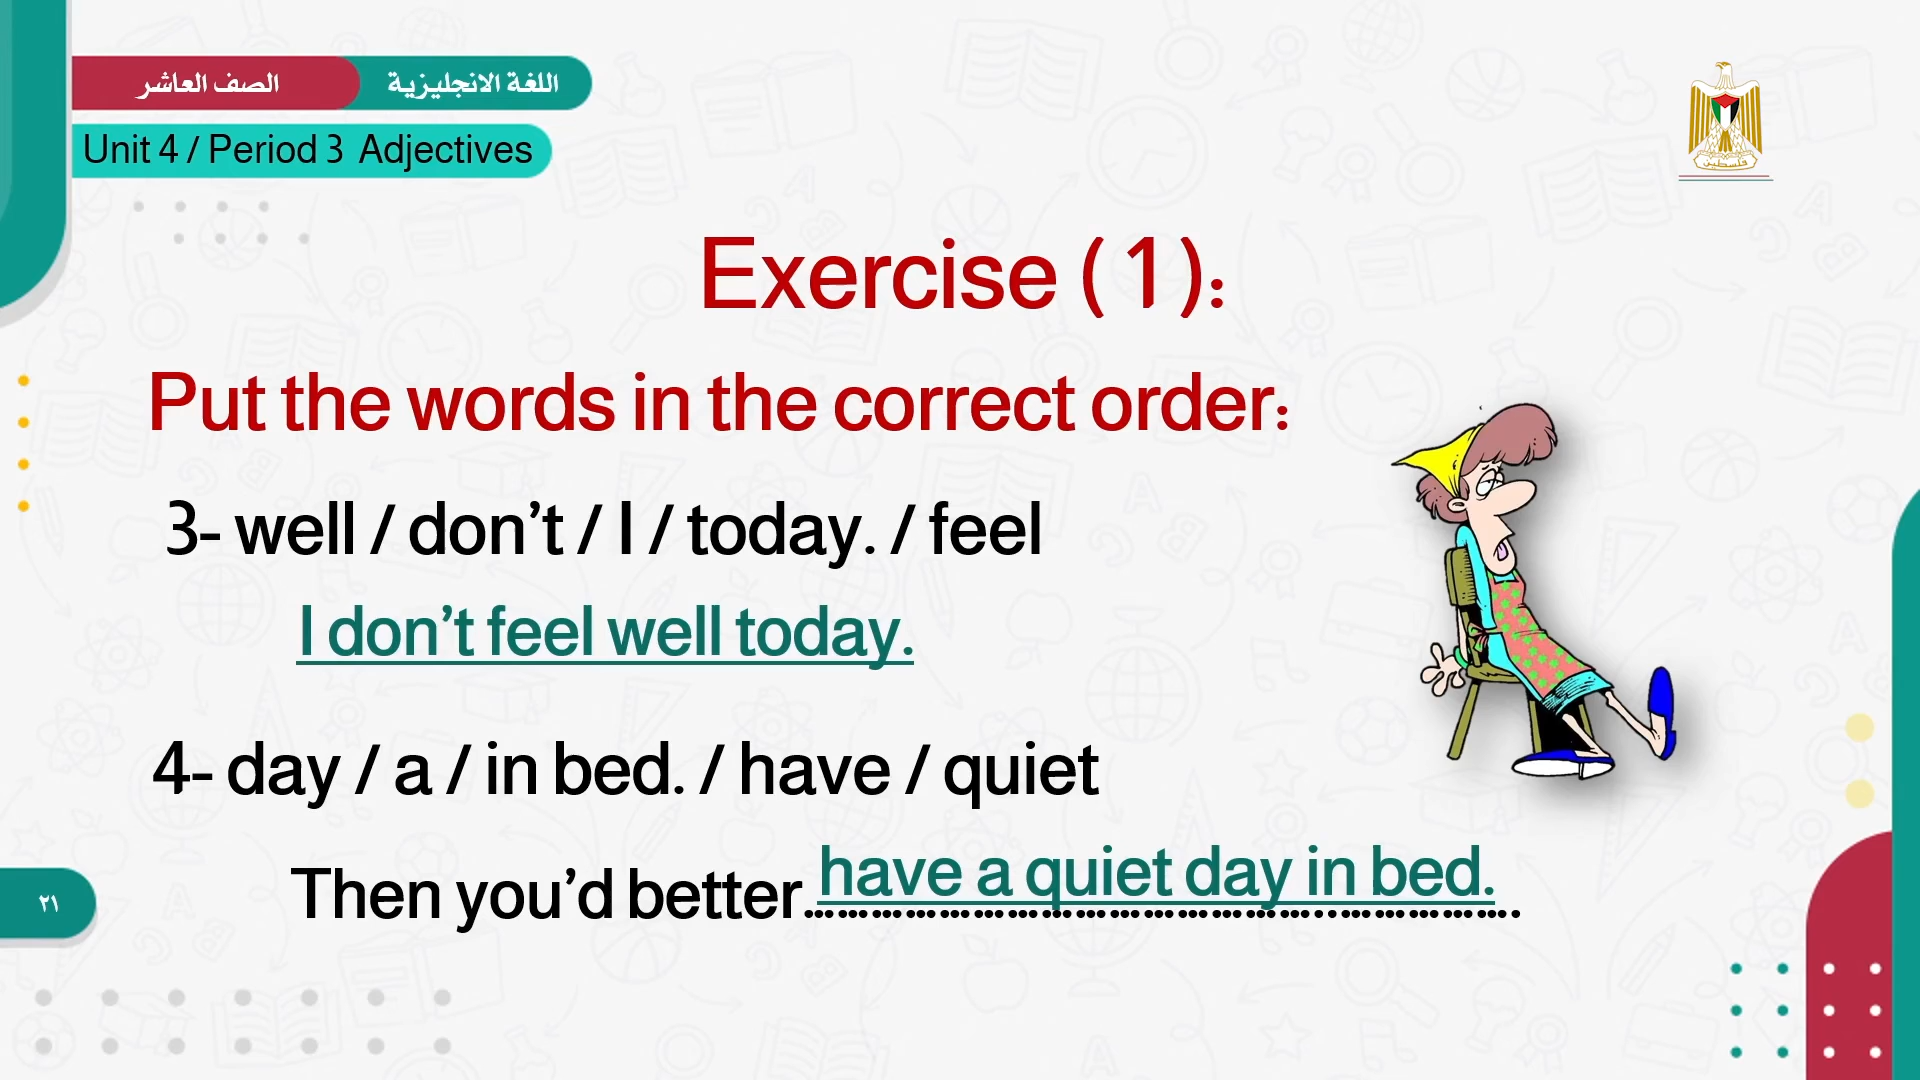 الصف العاشر
اللغة الانجليزية
Unit 4 / Period 3 Adjectives
فلسطين
Exercise ( 1 ):
Put the words in the correct order:
3- well / don’t / I / today. / feel
I don’t feel well today.
4- day / a / in bed. / have / quiet
Then you’d better have a quiet day in bed.
٢١